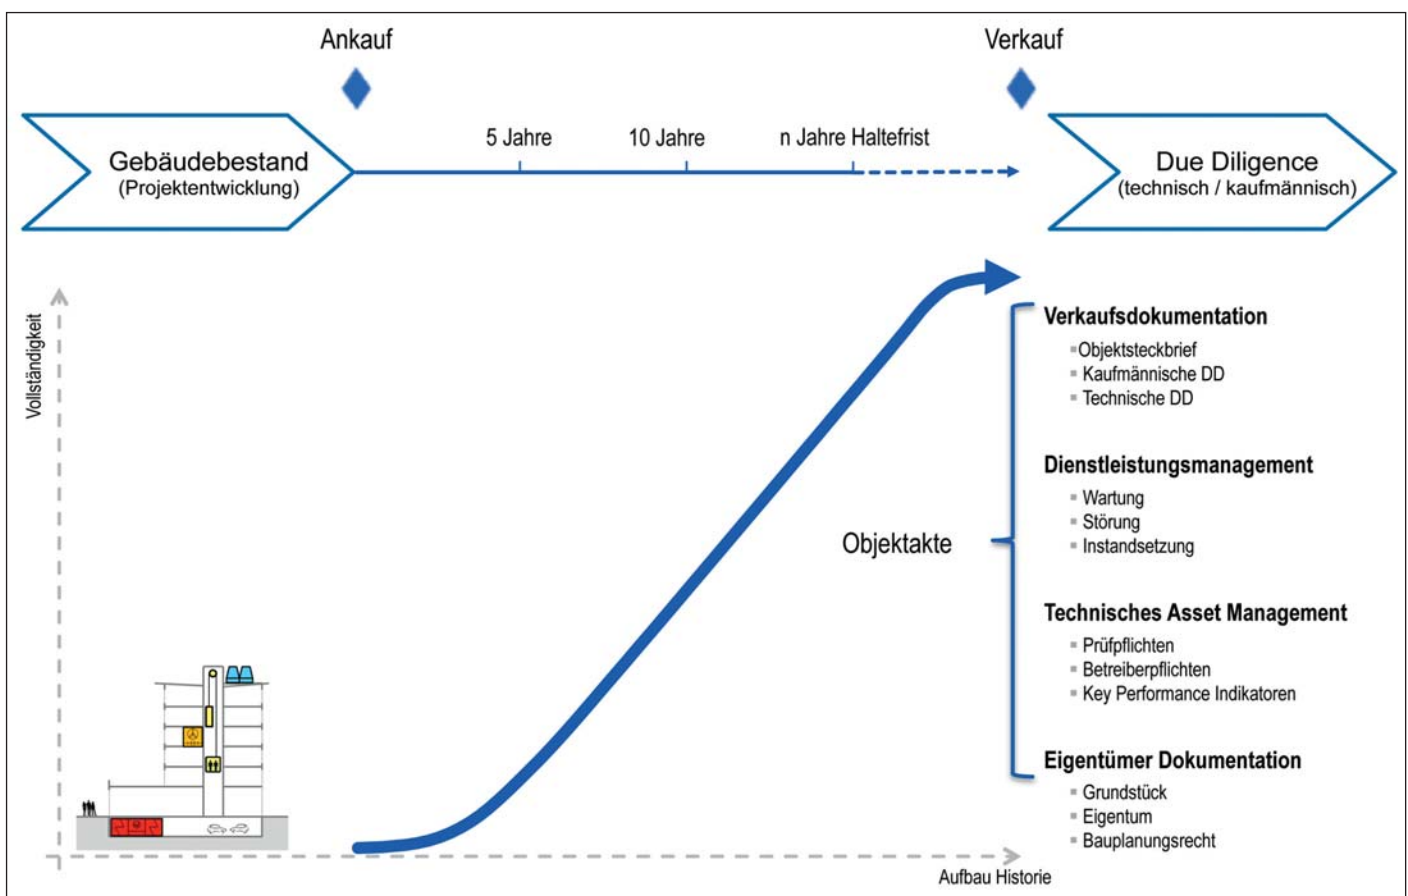 Ankauf
Verkauf
5 Jahre
10 Jahre
n Jahre Haltefrist
Gebäudebestand
(Projektentwicklung)
Due Diligence
(technisch / kaufmännisch)
Vollständigkeit
Verkaufsdokumentation
Objektsteckbrief
Kaufmännische DD
Technische DD
Dienstleistungsmanagement
Wartung
Störung
Instandsetzung
Objektakte
Technisches Asset Management
Prüfpflichten
Betreiberpflichten
Key Performance Indikatoren
Eigentümer Dokumentation
Grundstück
Eigentum
Bauplanungsrecht
Aufbau Historie